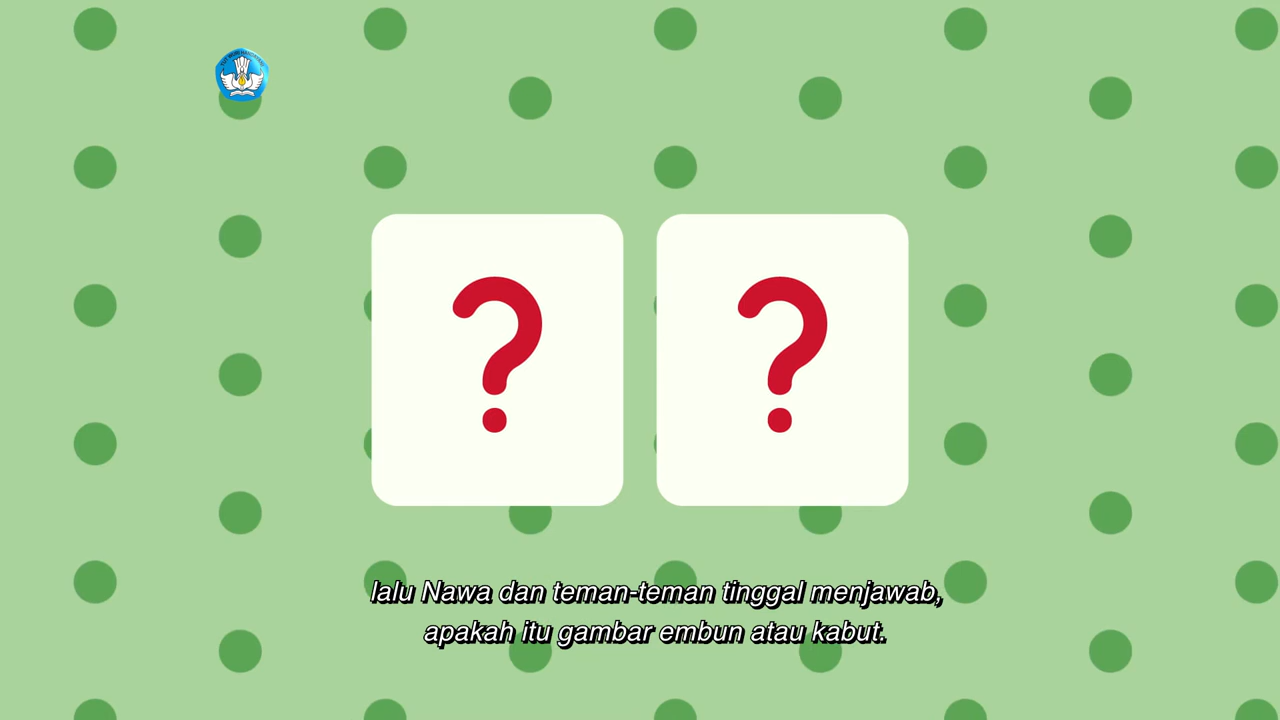 ?
?
lalu Nawa dan teman-teman tinggal menjawab,
apakah itu gambar embun atau kabut.